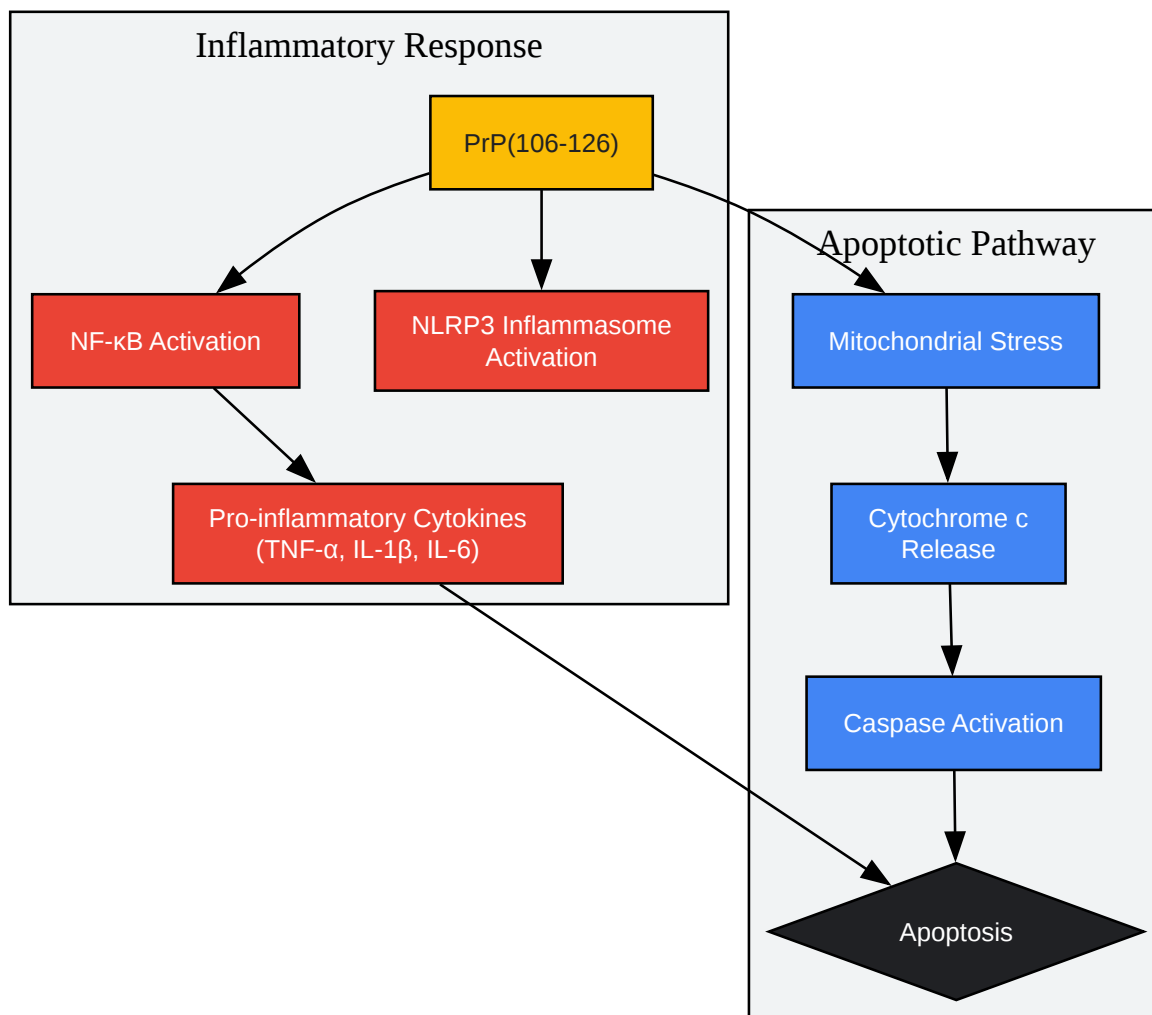 Inflammatory Response
PrP(106-126)
Apoptotic Pathway
NF-κB Activation
NLRP3 Inflammasome
Activation
Mitochondrial Stress
Pro-inflammatory Cytokines
(TNF-α, IL-1β, IL-6)
Cytochrome c
Release
Caspase Activation
Apoptosis